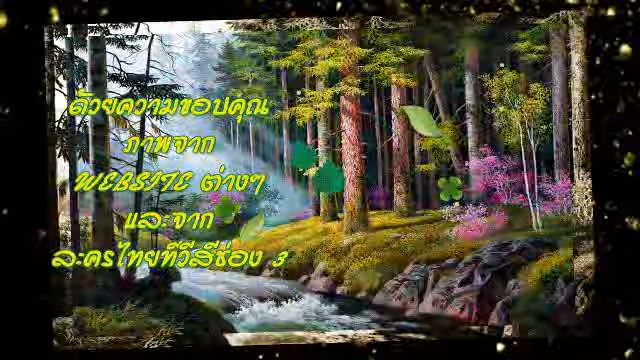 ด้วยความขอบคุณ
ภาพจาก
WEBSITE ต่างๆ
และจาก
ละครไทยทีวีสีช่อง 3